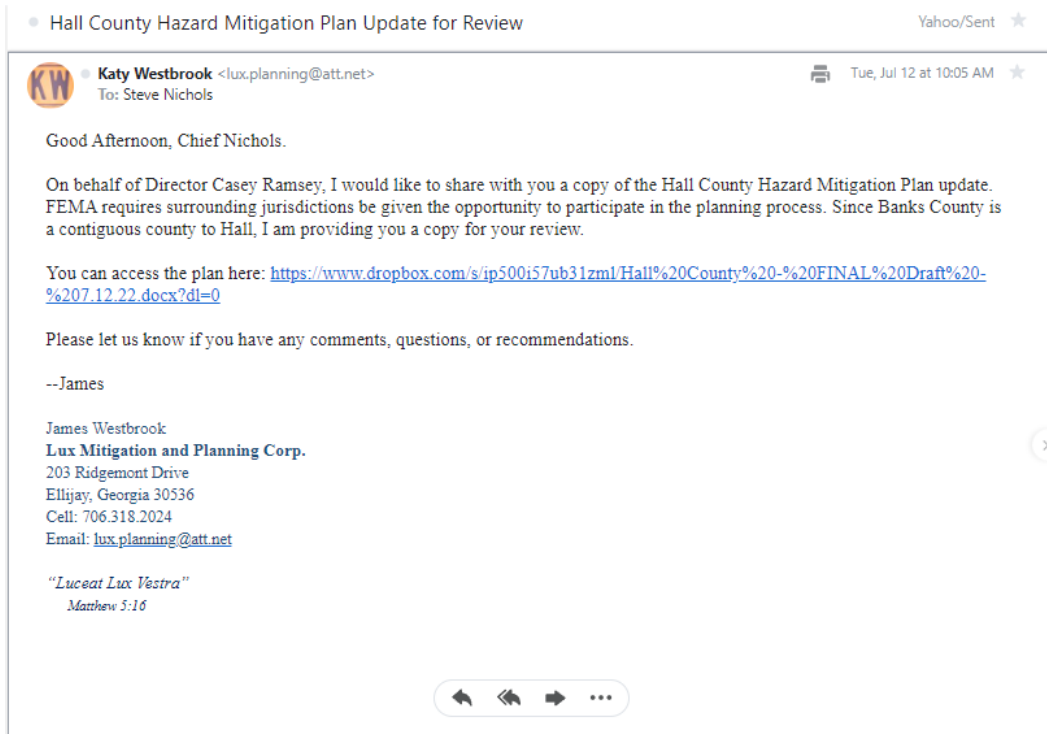 Hall County Hazard Mitigation Plan Update for Review
Yahoo/Sent
KW
Katy Westbrook <lux.planning@att.net>
Tue, Jul 12 at 10:05 AM
To: Steve Nichols
Good Afternoon, Chief Nichols.
On behalf of Director Casey Ramsey, I would like to share with you a copy of the Hall County Hazard Mitigation Plan update.
FEMA requires surrounding jurisdictions be given the opportunity to participate in the planning process. Since Banks County is
a contiguous county to Hall, I am providing you a copy for your review.
You can access the plan here: https://www.dropbox.com/s/ip500i57ub31zml/Hall%20County%20-%20FINAL%20Draft%20-
%207.12.22.docx?dl=0
Please let us know if you have any comments, questions, or recommendations.
--James
James Westbrook
Lux Mitigation and Planning Corp.
203 Ridgemont Drive
Ellijay, Georgia 30536
Cell: 706.318.2024
Email: lux.planning@att.net
“Luceat Lux Vestra”
Matthew 5:16